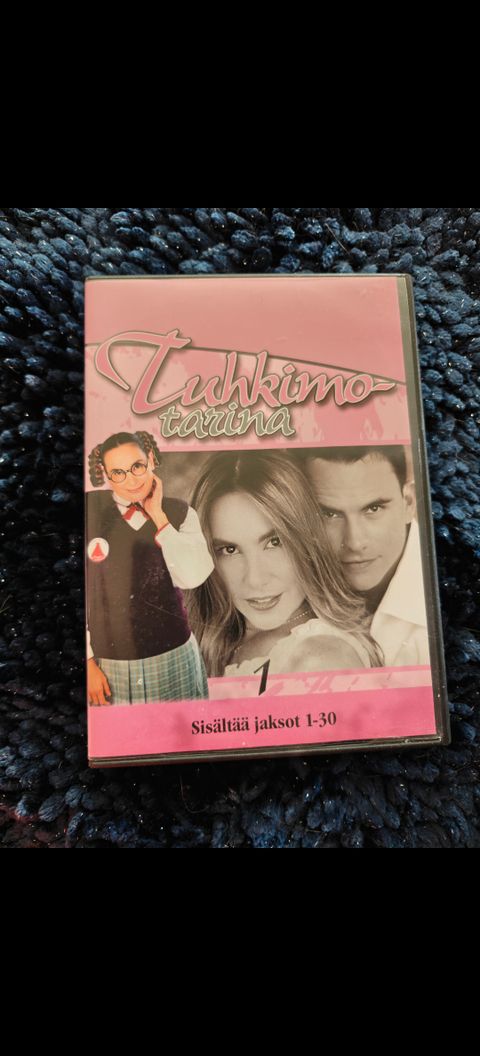 Tuhkimo-
tarina
1
Sisältää jaksot 1-30